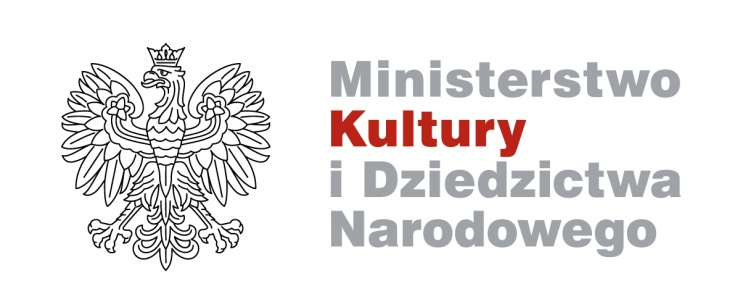 Ministerstwo
Kultury
i Dziedzictwa
Narodowego